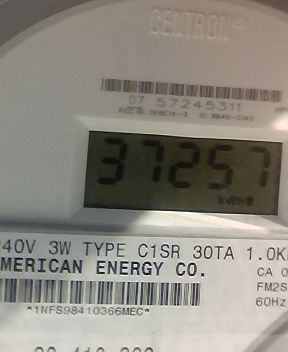 CENTRON®
07 57245311
37257
kWh
240V 3W TYPE C1SR 30TA 1.0K
AMERICAN ENERGY CO.
CA 0
FM2S
60Hz
*1NFS98410366MEC*